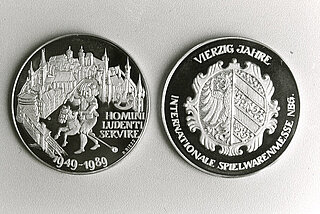 HOMINI
LUDENTI
SERVIRE
1949-1989
VIERZIG JAHRE
INTERNATIONALE SPIELWARENMESSE NBG.